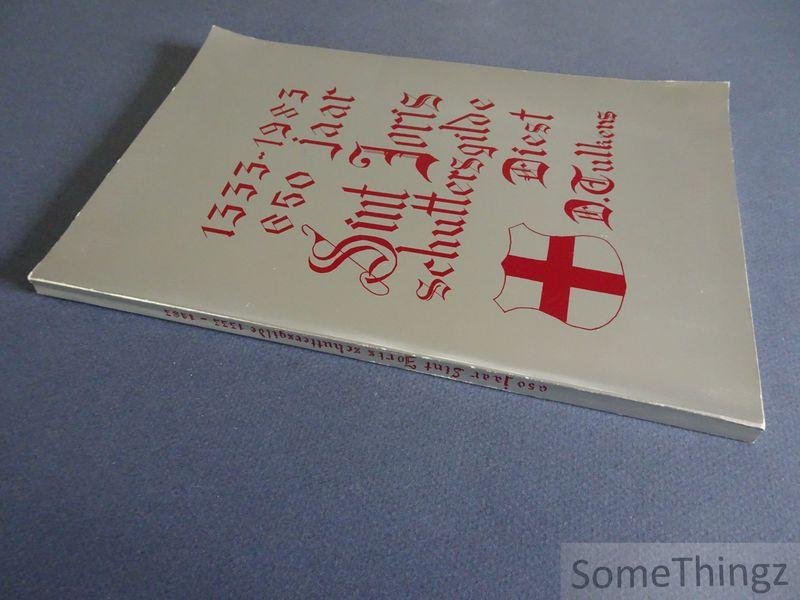 1333-1983
650 jaar
Sint Joris
schuttersgilde
Diest
D. Tulkens
650 jaar Sint Joris schuttersgilde 1333 - 1983
SomeThingz